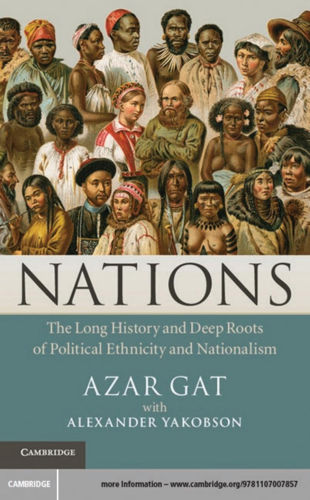 NATIONS
The Long History and Deep Roots
of Political Ethnicity and Nationalism
AZAR GAT
with
ALEXANDER YAKOBSON
CAMBRIDGE
CAMBRIDGE
more Information – www.cambridge.org/9781107007857